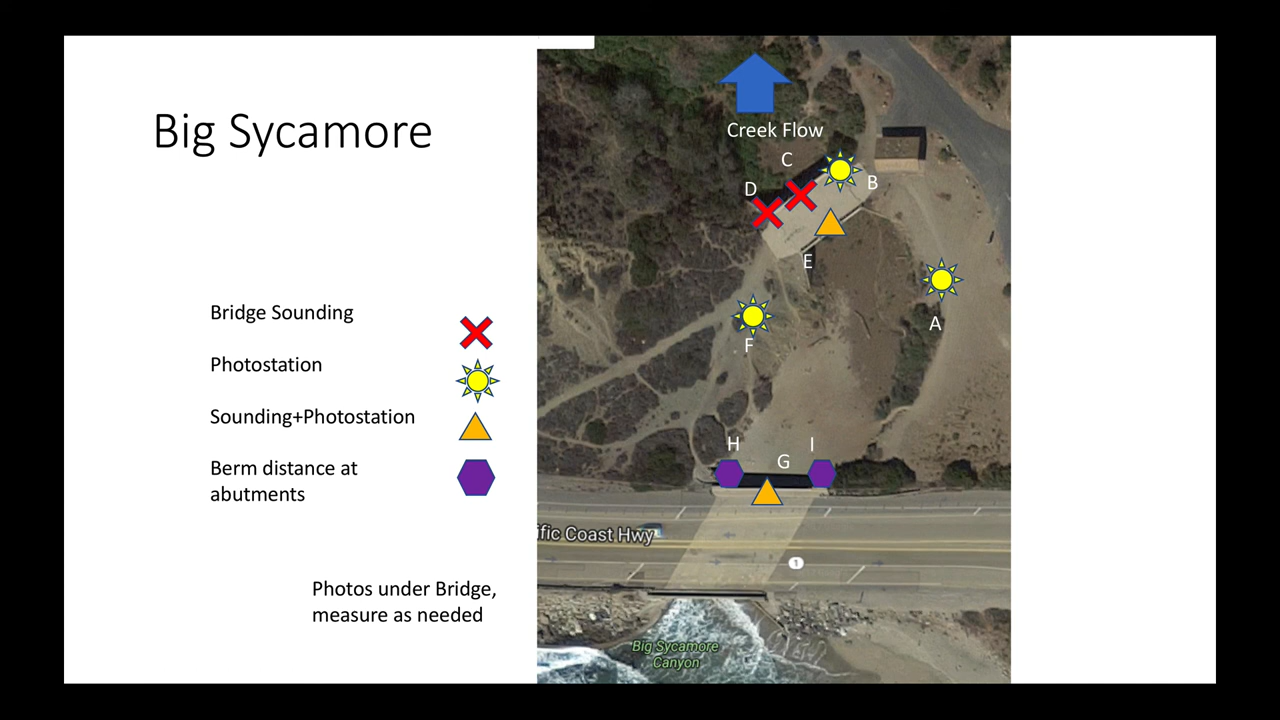 Big Sycamore
Bridge Sounding
Photostation
Sounding+Photostation
Berm distance at
abutments
Photos under Bridge,
measure as needed
Creek Flow
C
D
B
E
A
F
H
I
G
ific Coast Hwy
1
Big Sycamore
Canyon